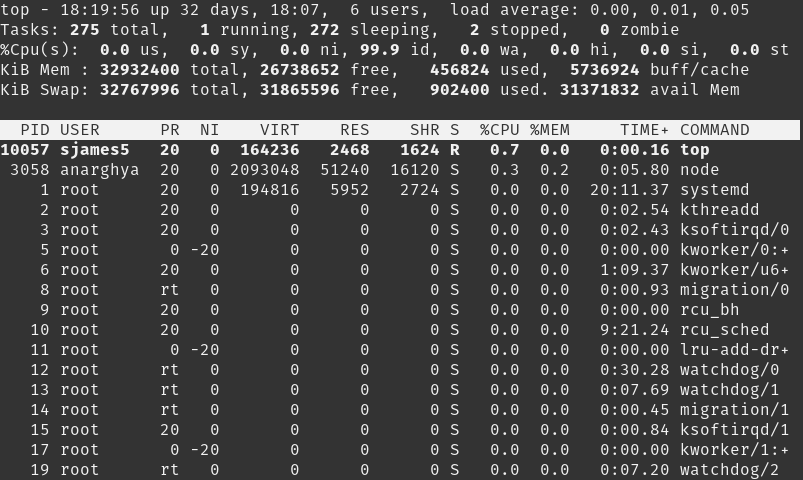 top - 18:19:56 up 32 days, 18:07,  6 users,  load average: 0.00, 0.01, 0.05
Tasks: 275 total,   1 running, 272 sleeping,   2 stopped,   0 zombie
%Cpu(s):  0.0 us,  0.0 sy,  0.0 ni, 99.9 id,  0.0 wa,  0.0 hi,  0.0 si,  0.0 st
KiB Mem : 32932400 total, 26738652 free,   456824 used,  5736924 buff/cache
KiB Swap: 32767996 total, 31865596 free,   902400 used. 31371832 avail Mem
  PID USER      PR  NI    VIRT    RES    SHR S  %CPU %MEM     TIME+ COMMAND
10057 sjames5   20   0  164236   2468   1624 R   0.7  0.0   0:00.16 top
 3058 anarghya  20   0 2093048  51240  16120 S   0.3  0.2   0:05.80 node
    1 root      20   0  194816   5952   2724 S   0.0  0.0  20:11.37 systemd
    2 root      20   0       0      0      0 S   0.0  0.0   0:02.54 kthreadd
    3 root      20   0       0      0      0 S   0.0  0.0   0:02.43 ksoftirqd/0
    5 root       0 -20       0      0      0 S   0.0  0.0   0:00.00 kworker/0:+
    6 root      20   0       0      0      0 S   0.0  0.0   1:09.37 kworker/u6+
    8 root      rt   0       0      0      0 S   0.0  0.0   0:00.93 migration/0
    9 root      20   0       0      0      0 S   0.0  0.0   0:00.00 rcu_bh
   10 root      20   0       0      0      0 S   0.0  0.0   9:21.24 rcu_sched
   11 root       0 -20       0      0      0 S   0.0  0.0   0:00.00 lru-add-dr+
   12 root      rt   0       0      0      0 S   0.0  0.0   0:30.28 watchdog/0
   13 root      rt   0       0      0      0 S   0.0  0.0   0:07.69 watchdog/1
   14 root      rt   0       0      0      0 S   0.0  0.0   0:00.45 migration/1
   15 root      20   0       0      0      0 S   0.0  0.0   0:00.84 ksoftirqd/1
   17 root       0 -20       0      0      0 S   0.0  0.0   0:00.00 kworker/1:+
   19 root      rt   0       0      0      0 S   0.0  0.0   0:07.20 watchdog/2